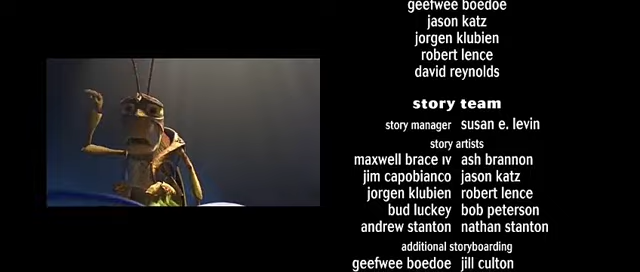 geefwee boedoe
jason katz
jorgen klubien
robert lence
david reynolds
story team
story manager susan e. levin
story artists
maxwell brace iv ash brannon
jim capobianco jason katz
jorgen klubien robert lence
bud luckey bob peterson
andrew stanton nathan stanton
additional storyboarding
geefwee boedoe jill culton